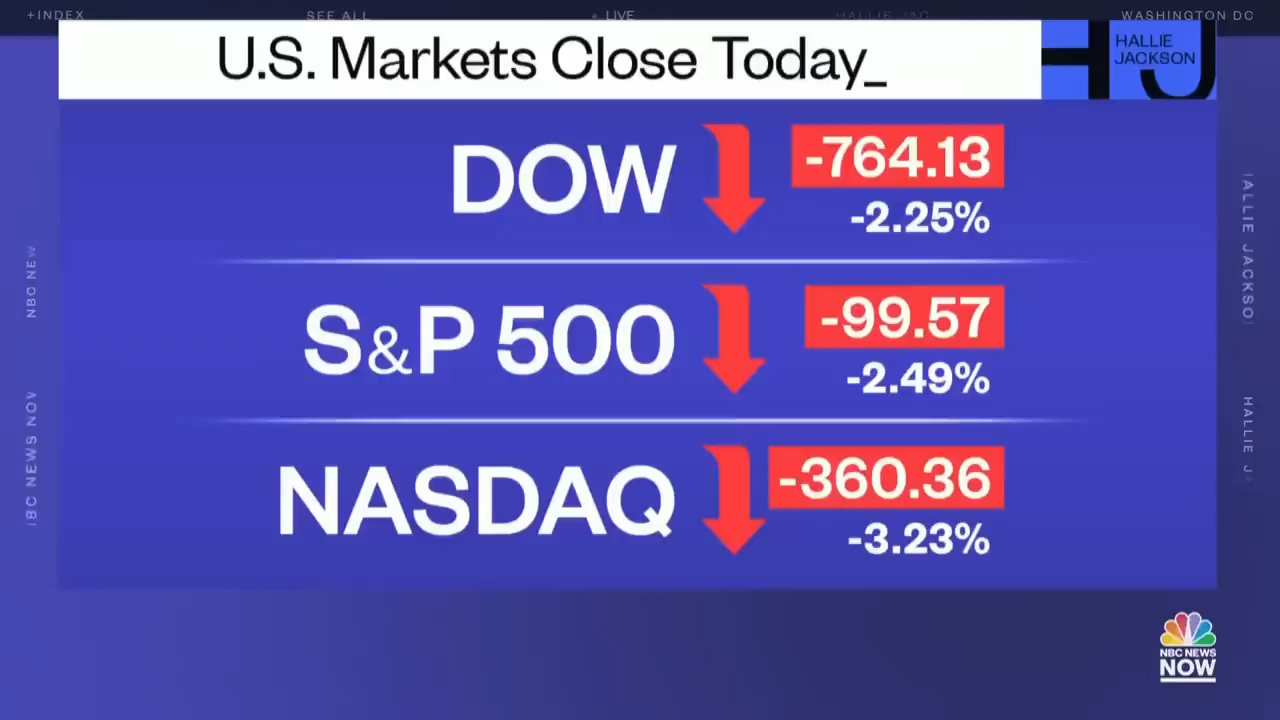 +INDEX
SEE ALL
LIVE
WASHINGTON DC
U.S. Markets Close Today_
HALLIE
JACKSON
DOW
-764.13
-2.25%
S&P 500
-99.57
-2.49%
NASDAQ
-360.36
-3.23%
NBC NEWS
NOW